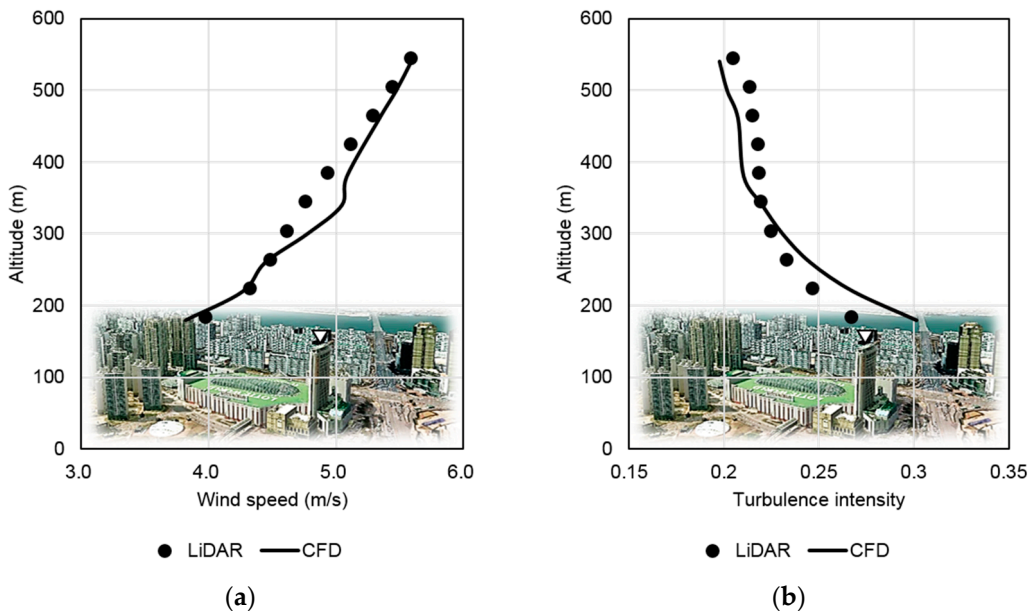 600
500
400
300
200
100
0
Altitude (m)
3.0 4.0 5.0 6.0
Wind speed (m/s)
LiDAR CFD
(a)
600
500
400
300
200
100
0
Altitude (m)
0.15 0.2 0.25 0.3 0.35
Turbulence intensity
LiDAR CFD
(b)